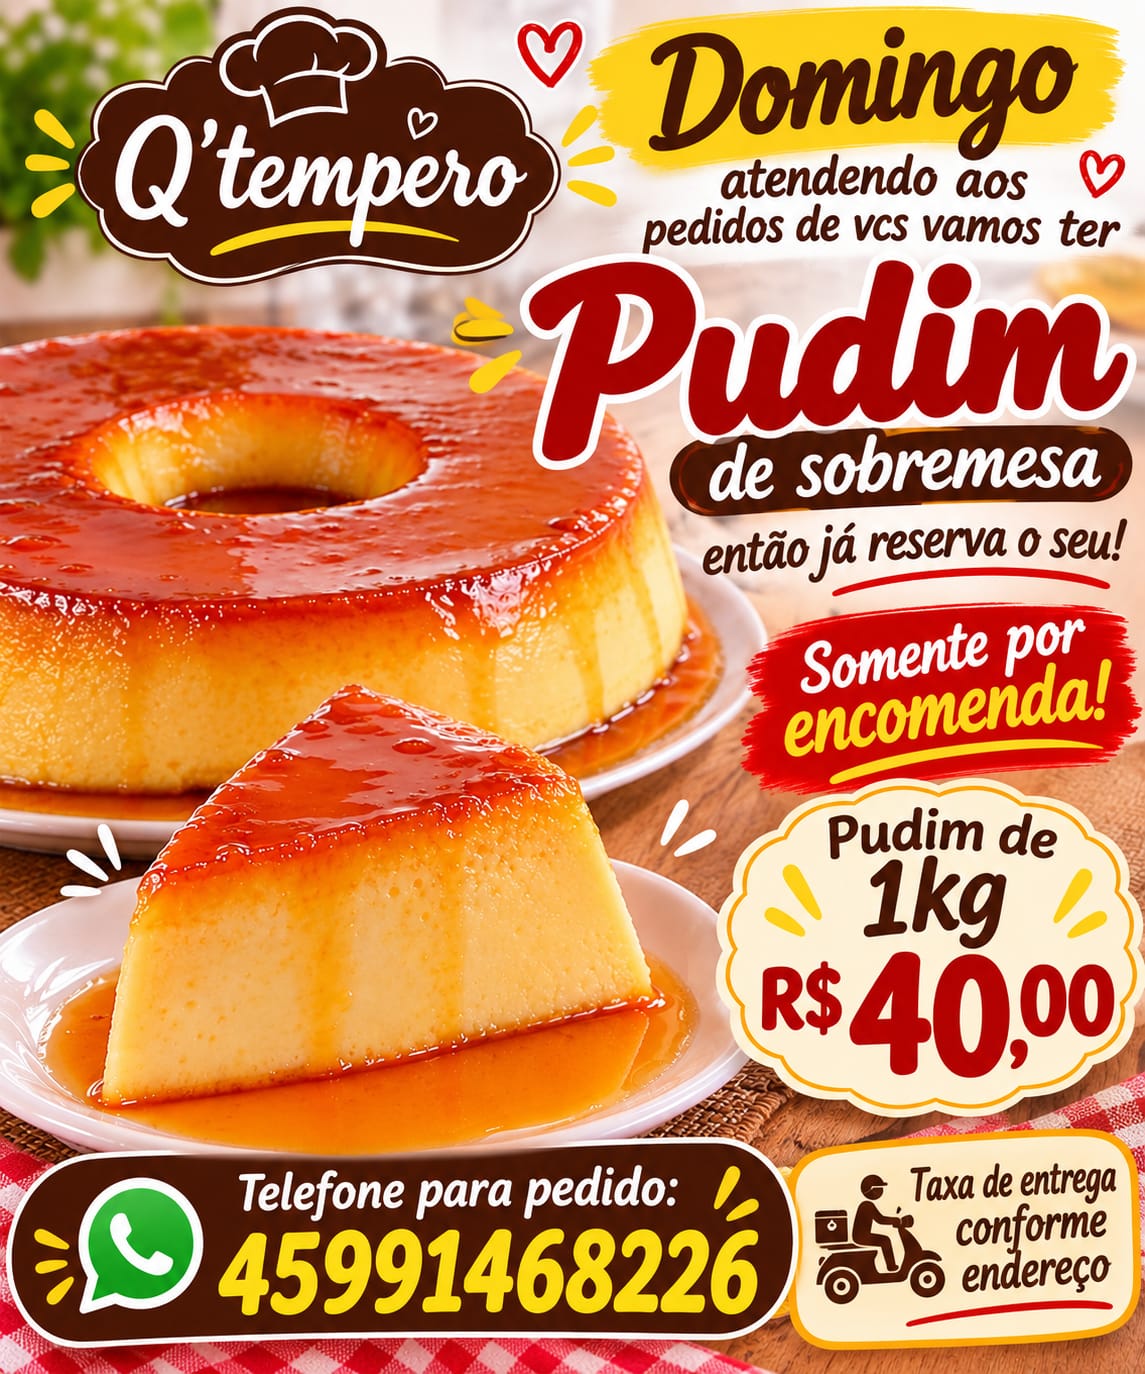 Q'tempero
Domingo
atendendo aos
pedidos de vcs vamos ter
Pudim
de sobremesa
então já reserva o seu!
Somente por
encomenda!
Pudim de
1kg
R$40,00
Telefone para pedido:
45991468226
Taxa de entrega
conforme
endereço